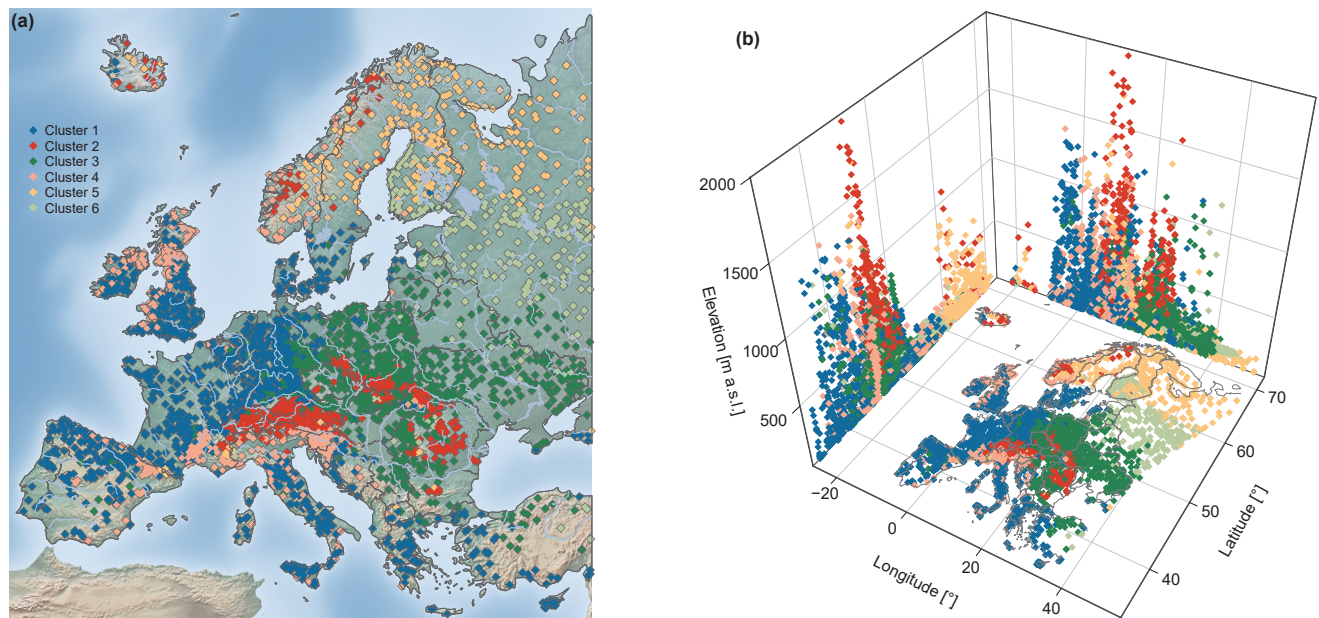 (a)
Cluster 1
Cluster 2
Cluster 3
Cluster 4
Cluster 5
Cluster 6
(b)
2000
1500
1000
500
Elevation [m a.s.l.]
−20
0
20
40
Longitude [°]
70
60
50
40
Latitude [°]